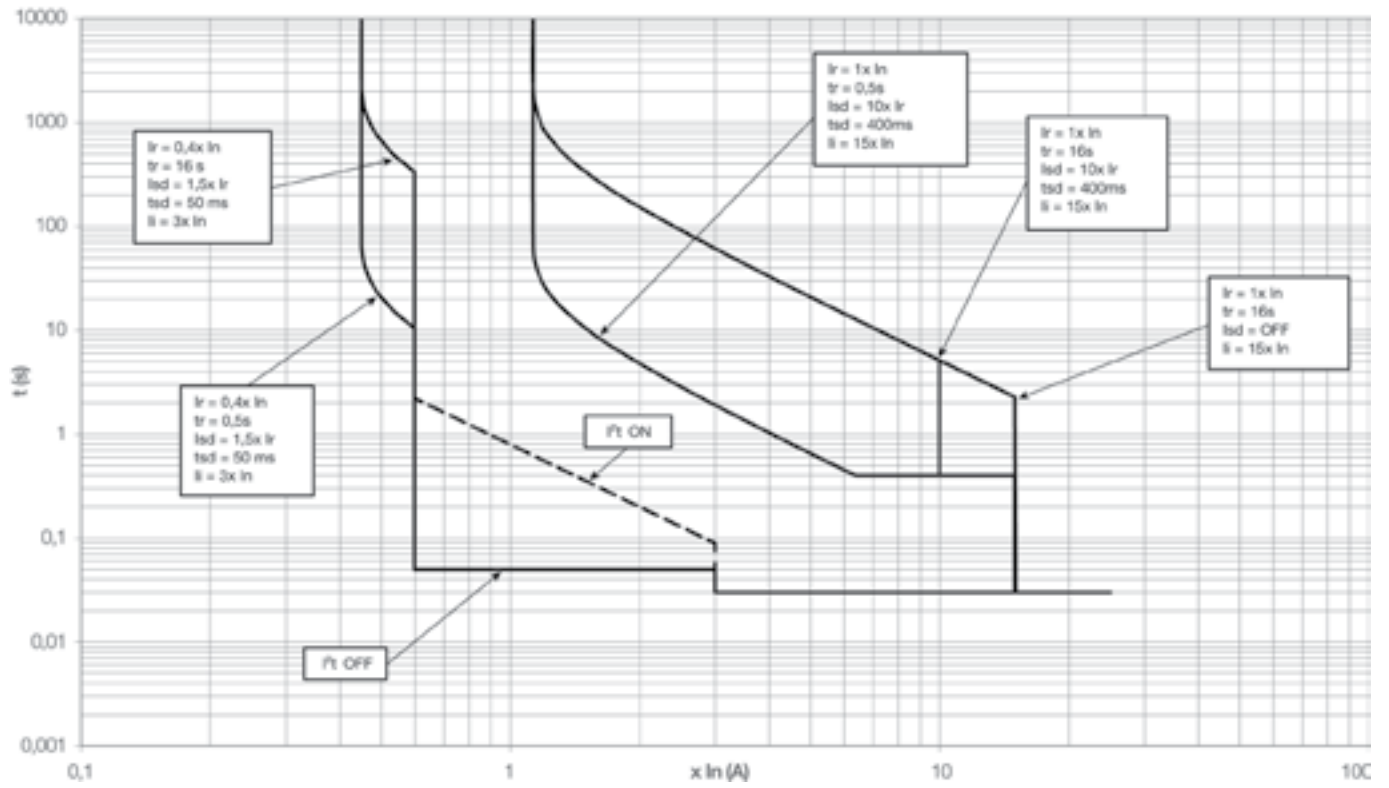 10000
1000
100
10
1
0,1
0,01
0,001
t (s)
0,1
1
10
100
x In (A)
Ir = 0,4x In
tr = 16 s
Isd = 1,5x Ir
tsd = 50 ms
Ii = 3x In
Ir = 0,4x In
tr = 0,5s
Isd = 1,5x Ir
tsd = 50 ms
Ii = 3x In
Ir = 1x In
tr = 0,5s
Isd = 10x Ir
tsd = 400ms
Ii = 15x In
Ir = 1x In
tr = 16s
Isd = 10x Ir
tsd = 400ms
Ii = 15x In
Ir = 1x In
tr = 16s
Isd = OFF
Ii = 15x In
I²t ON
I²t OFF